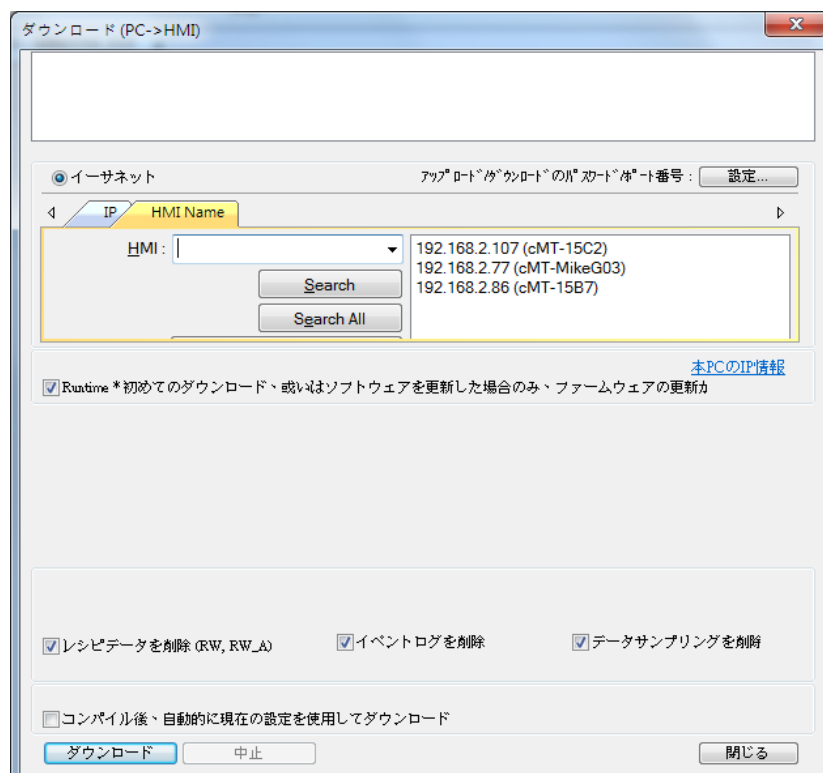 ダウンロード (PC->HMI)
イーサネット
アップロード/ダウンロードのパスワード/ポート番号 : 設定...
IP HMI Name
HMI :
Search
Search All
192.168.2.107 (cMT-15C2)
192.168.2.77 (cMT-MikeG03)
192.168.2.86 (cMT-15B7)
本PCのIP情報
Runtime *初めてのダウンロード、或いはソフトウェアを更新した場合のみ、ファームウェアの更新が
レシピデータを削除 (RW, RW_A) イベントログを削除 データサンプリングを削除
コンパイル後、自動的に現在の設定を使用してダウンロード
ダウンロード 中止 閉じる